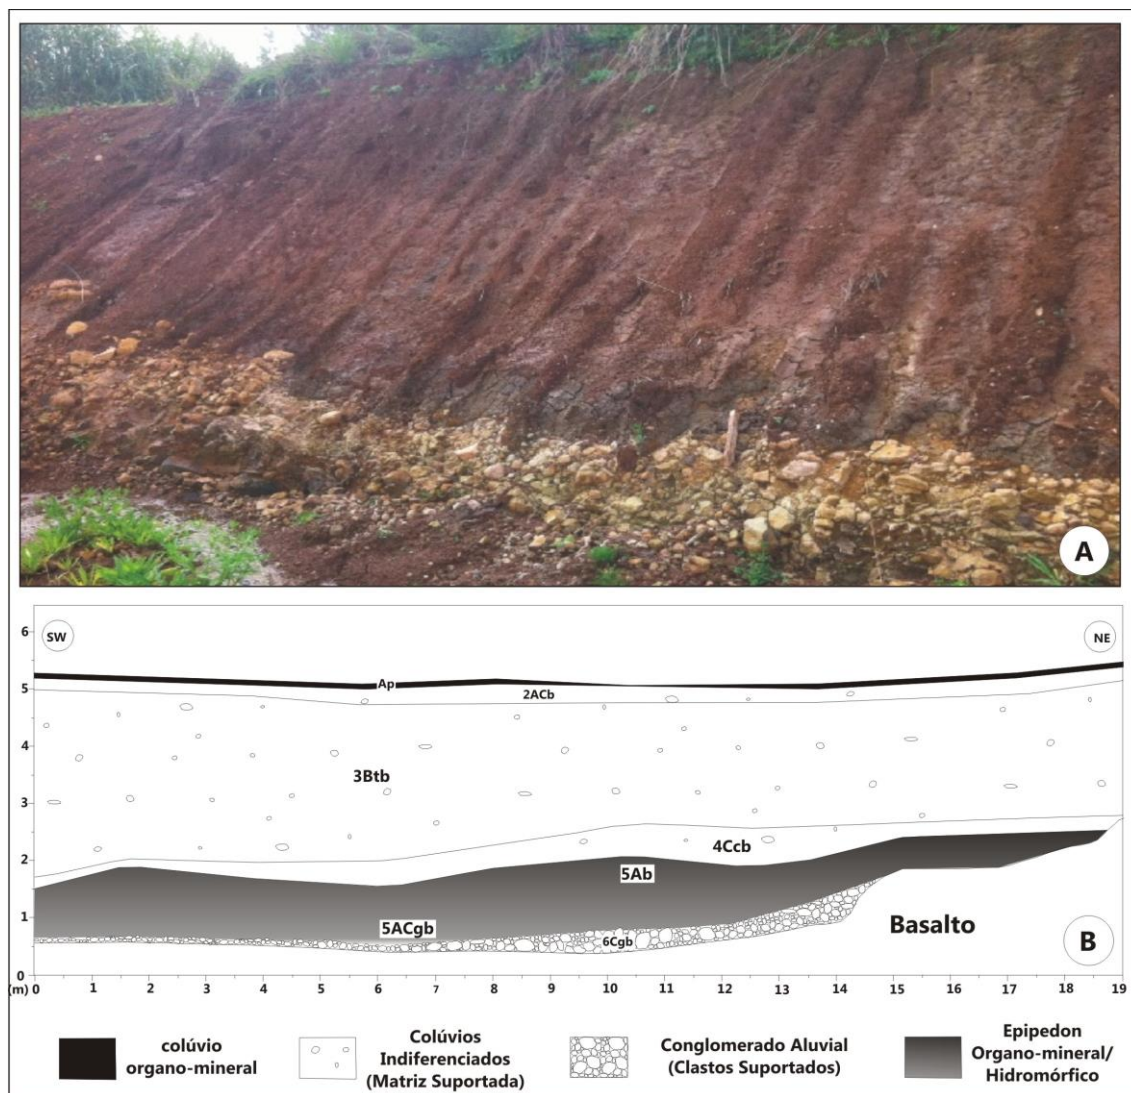 A
6
SW
NE
5
Ap
2ACb
4
3Btb
3
4Ccb
2
5Ab
1
5ACgb
6Cgb
Basalto
B
0
(m) 0 1 2 3 4 5 6 7 8 9 10 11 12 13 14 15 16 17 18 19
colúvio
organo-mineral
Colúvios
Indiferenciados
(Matriz Suportada)
Conglomerado Aluvial
(Clastos Suportados)
Epipedon
Organo-mineral/
Hidromórfico